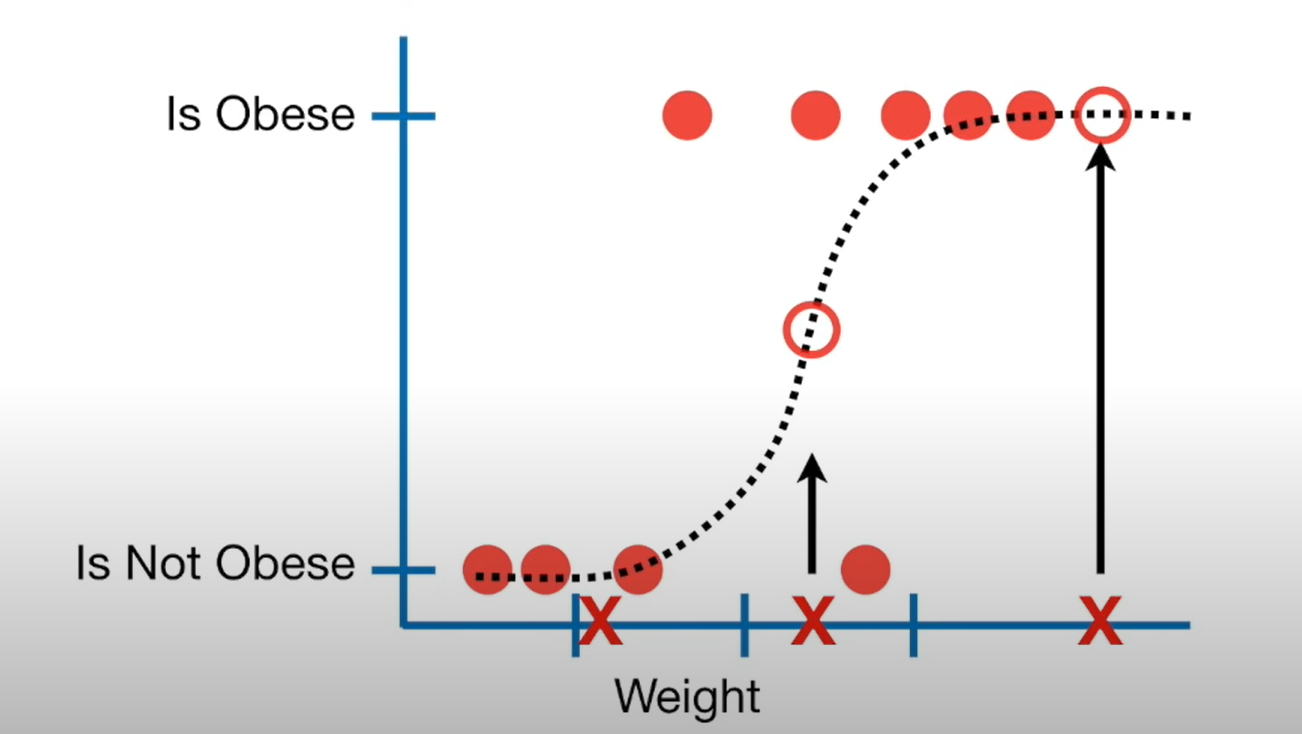 Is Obese
Is Not Obese
X X X
Weight